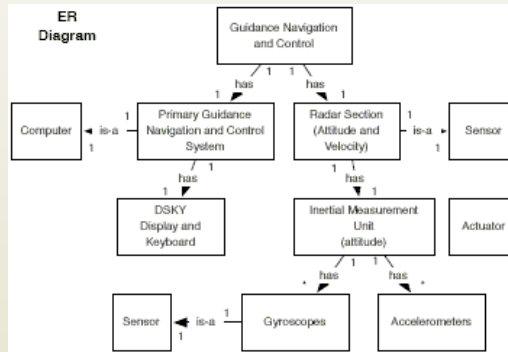 ER
Diagram
Guidance Navigation
and Control
1 1
has has
1 1
Computer
1 is-a 1
Primary Guidance
Navigation and Control
System
Radar Section
(Attitude and
Velocity)
1 is-a 1
Sensor
1 1
has has
1 1
DSKY
Display and
Keyboard
Inertial Measurement
Unit
(attitude)
Actuator
1 1
has has
* *
Sensor
1 is-a 1
Gyroscopes
Accelerometers